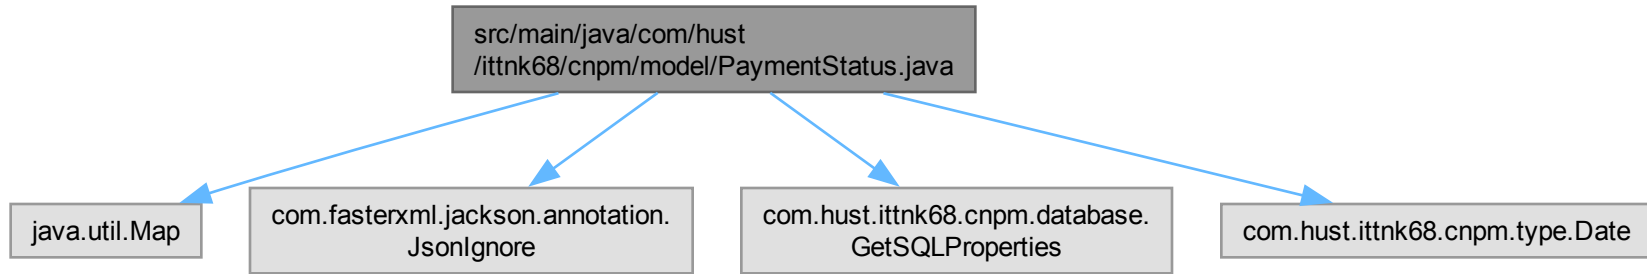 src/main/java/com/hust
/ittnk68/cnpm/model/PaymentStatus.java
java.util.Map
com.fasterxml.jackson.annotation.
JsonIgnore
com.hust.ittnk68.cnpm.database.
GetSQLProperties
com.hust.ittnk68.cnpm.type.Date